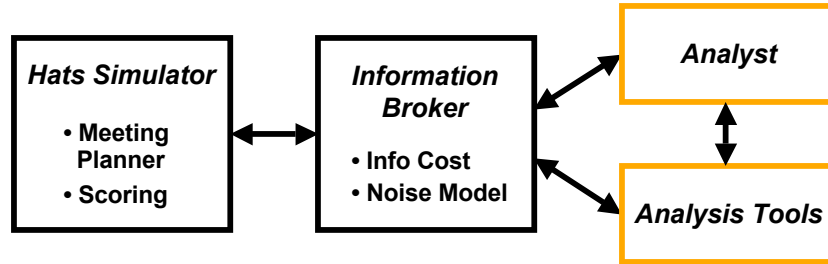 Hats Simulator
• Meeting
Planner
• Scoring
Information
Broker
• Info Cost
• Noise Model
Analyst
Analysis Tools